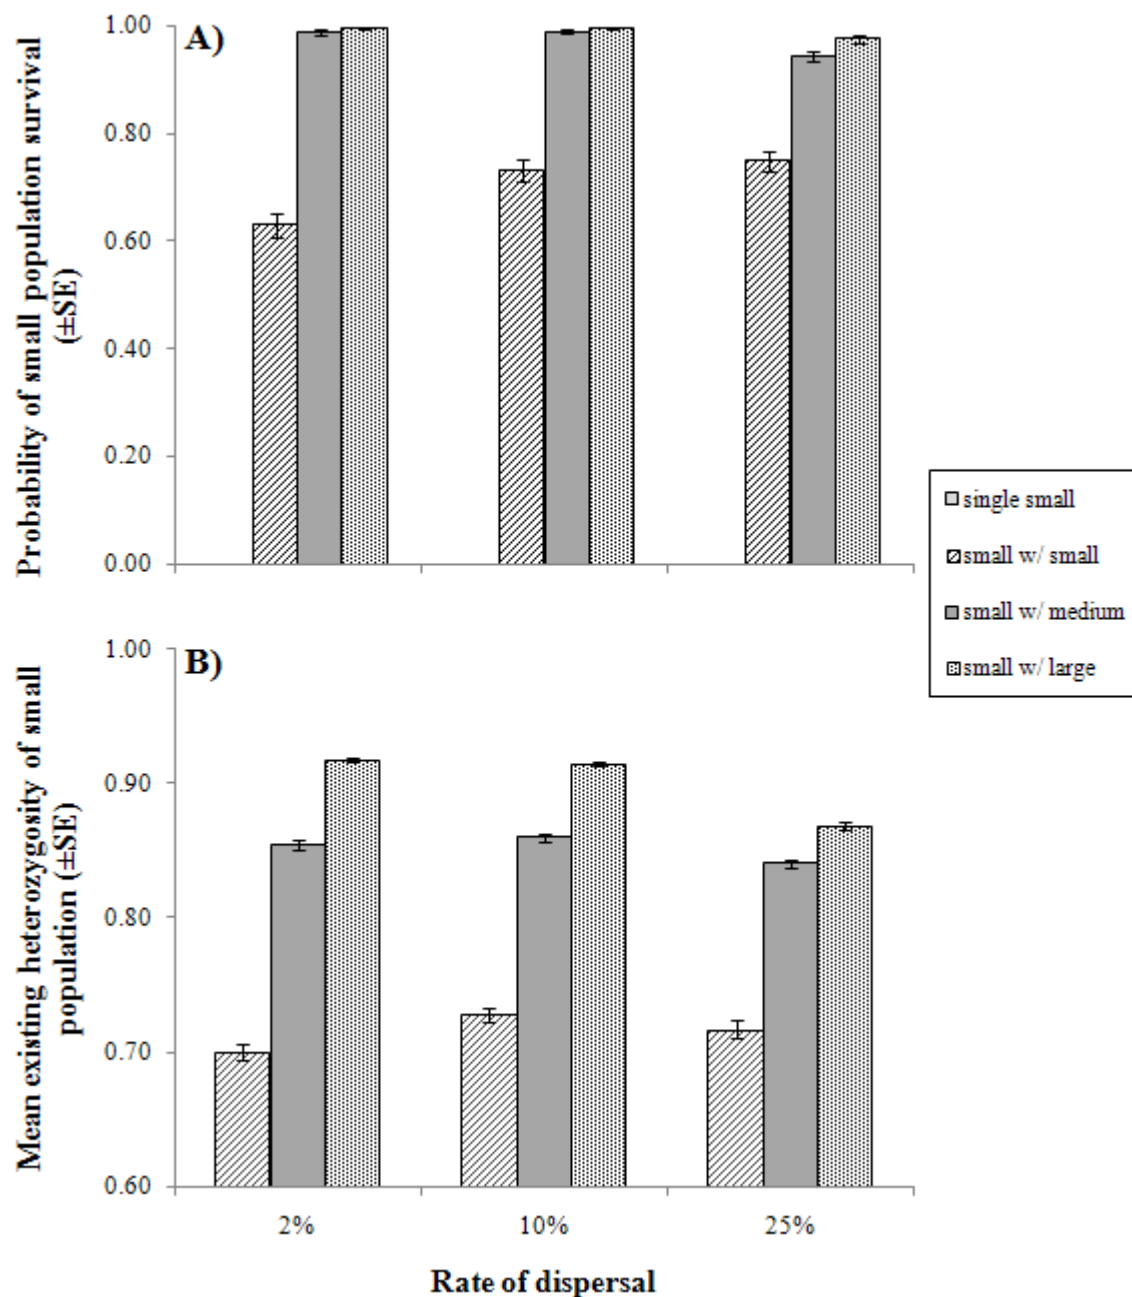 A)
Probability of small population survival
(±SE)
1.00
0.80
0.60
0.40
0.20
0.00
single small
small w/ small
small w/ medium
small w/ large
B)
Mean existing heterozygosity of small
population (±SE)
1.00
0.90
0.80
0.70
0.60
2% 10% 25%
Rate of dispersal